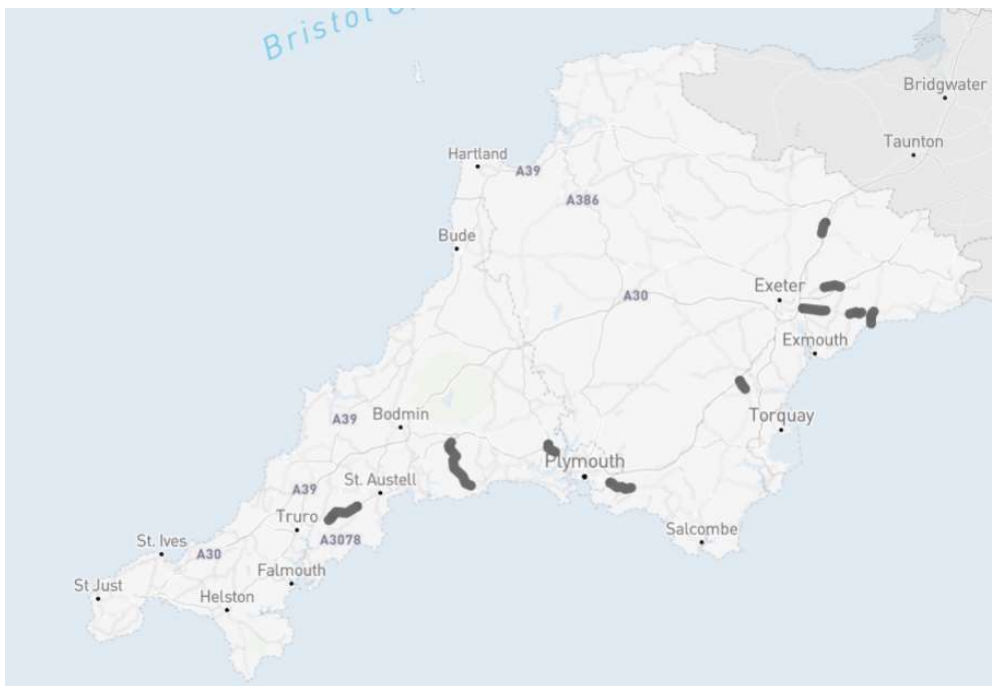 Bristol
Bridgwater
Taunton
Hartland
A39
A386
Bude
Exeter
A30
Exmouth
A39
Bodmin
Torquay
Plymouth
St. Austell
A39
Truro
Salcombe
A3078
St. Ives
A30
Falmouth
St Just
Helston